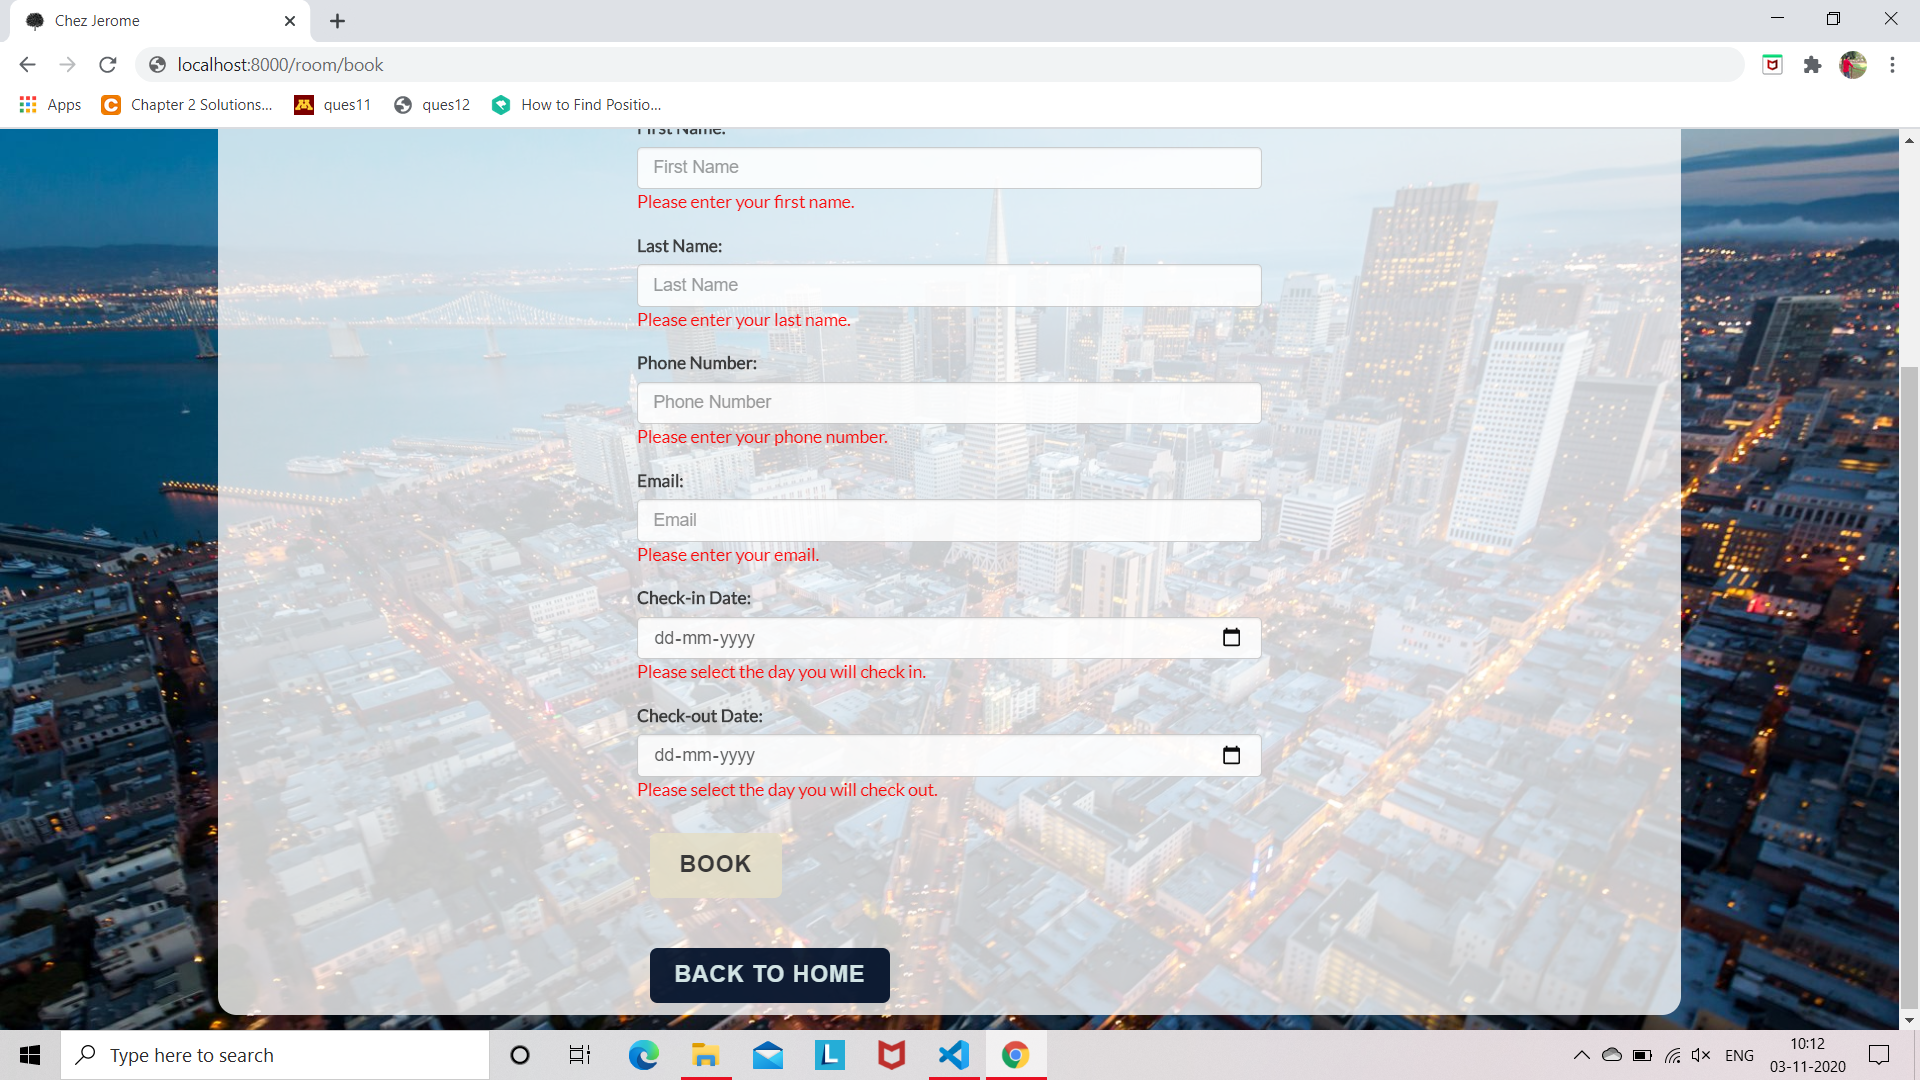 Chez Jerome
localhost:8000/room/book
Apps
Chapter 2 Solutions...
ques11
ques12
How to Find Positio...
First Name:
First Name
Please enter your first name.
Last Name:
Last Name
Please enter your last name.
Phone Number:
Phone Number
Please enter your phone number.
Email:
Email
Please enter your email.
Check-in Date:
dd-mm-yyyy
Please select the day you will check in.
Check-out Date:
dd-mm-yyyy
Please select the day you will check out.
BOOK
BACK TO HOME
Type here to search
L
ENG
10:12
03-11-2020